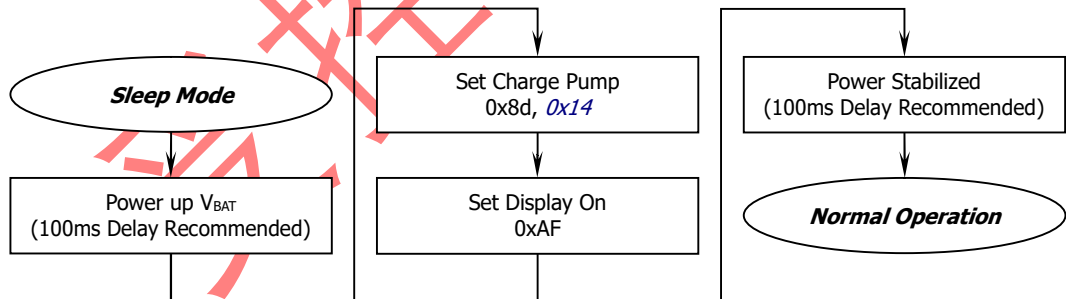 Sleep Mode
Power up VBAT
(100ms Delay Recommended)
Set Charge Pump
0x8d, 0x14
Set Display On
0xAF
Power Stabilized
(100ms Delay Recommended)
Normal Operation